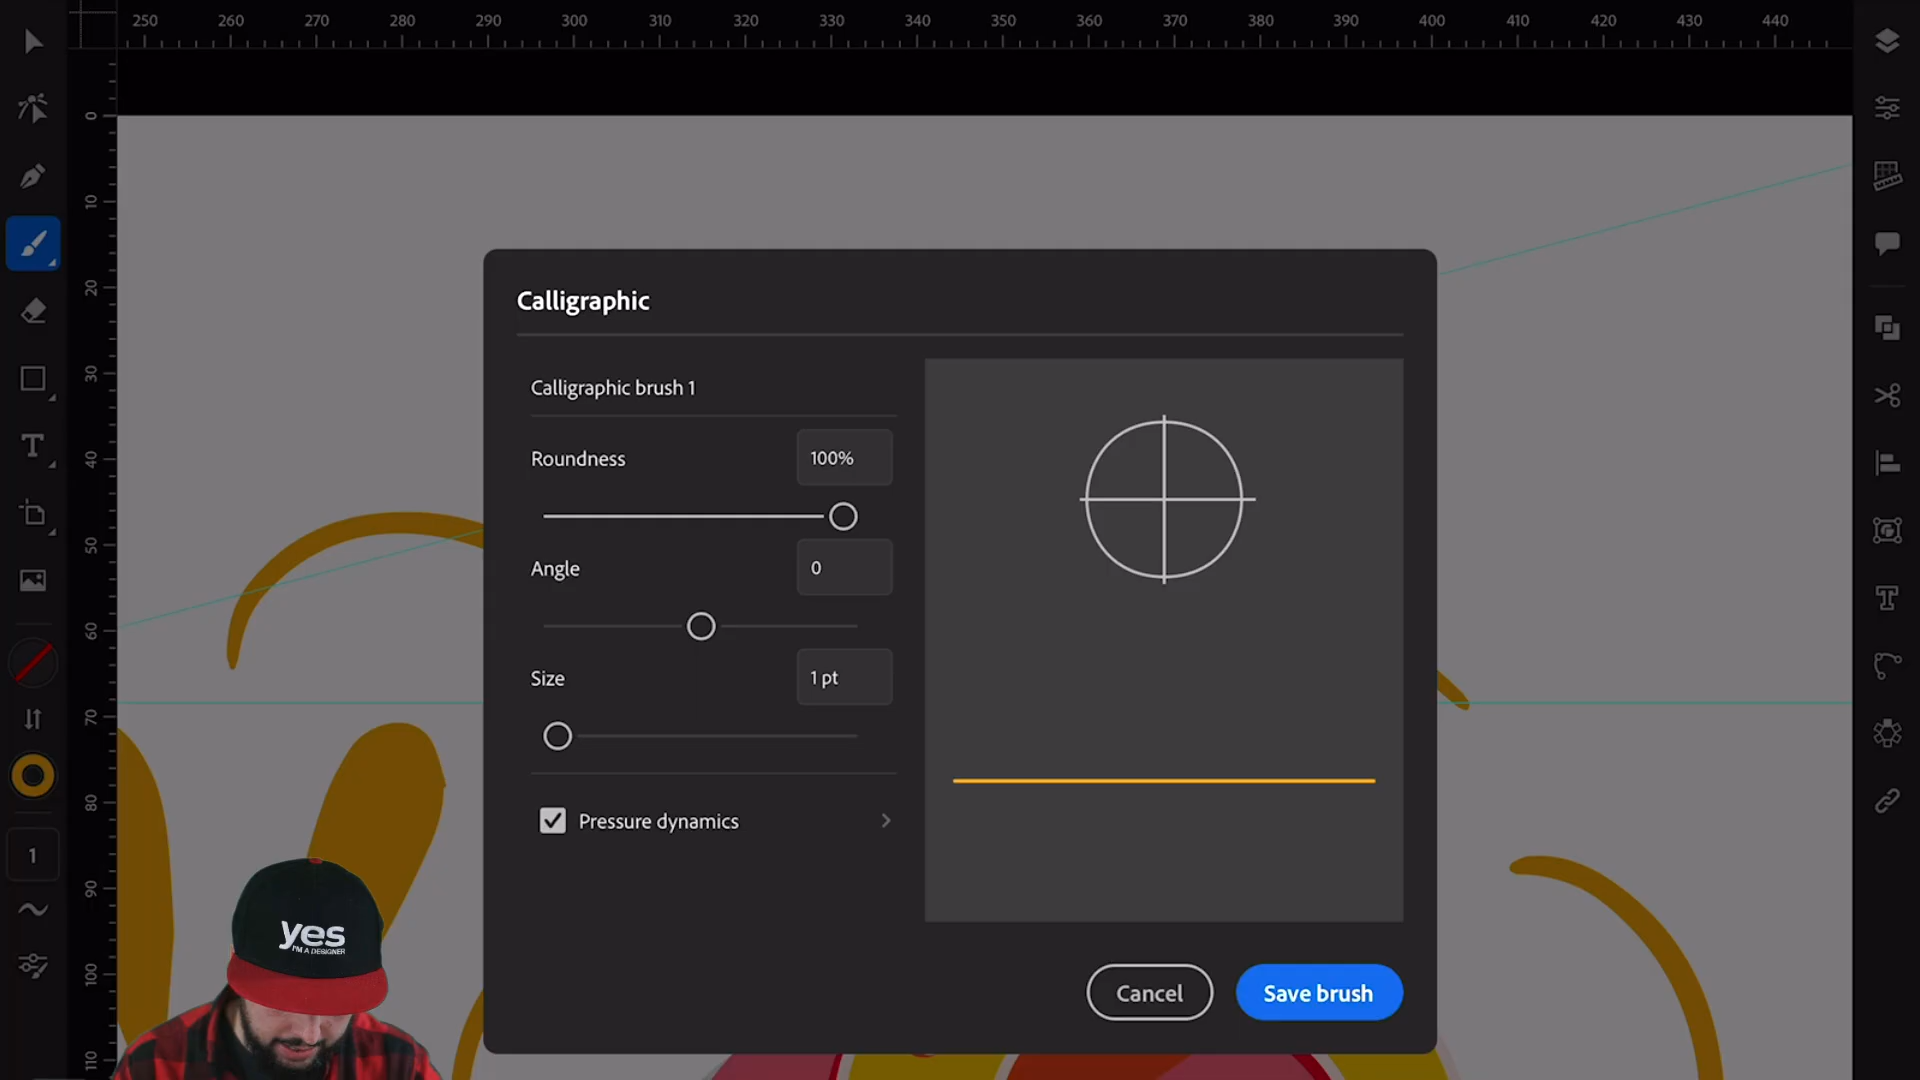 250 260 270 280 290 300 310 320 330 340 350 360 370 380 390 400 410 420 430 440
0
10
20
30
40
50
60
70
80
90
100
110
T
1
Calligraphic
Calligraphic brush 1
Roundness 100%
Angle 0
Size 1 pt
Pressure dynamics
Cancel Save brush
yes
I'M A DESIGNER